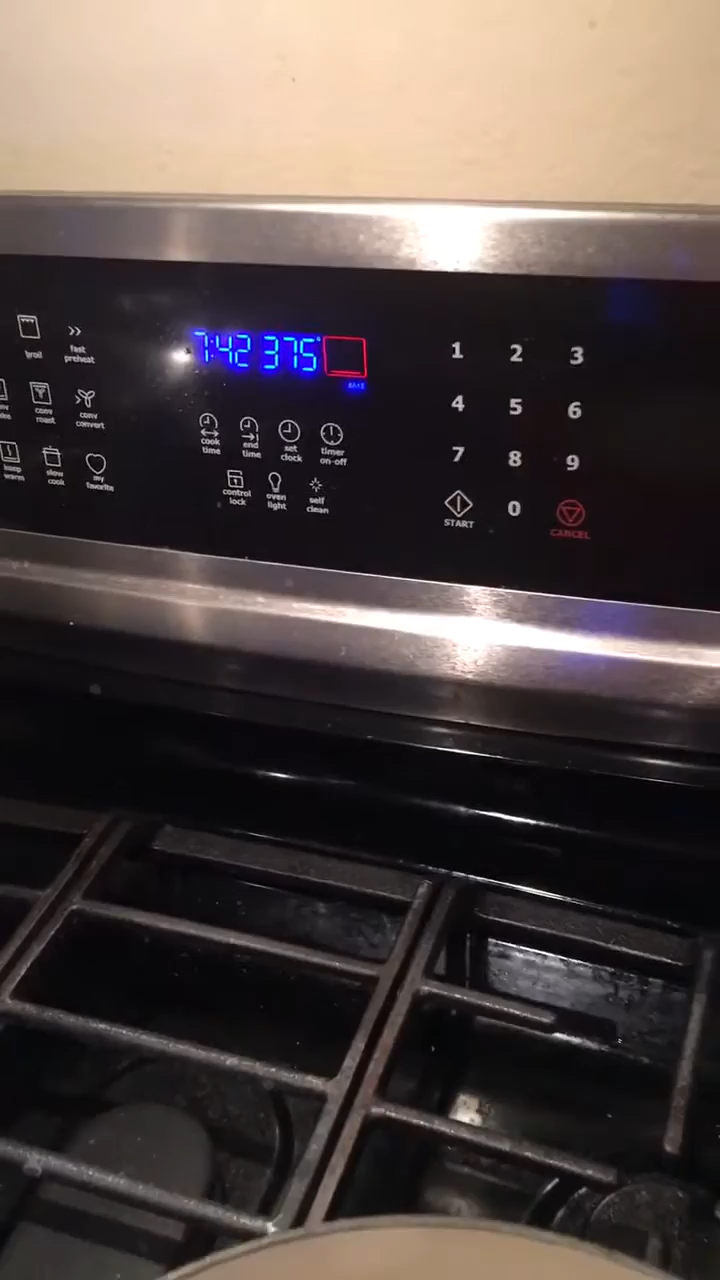 7:42 375°
BAKE
broil
fast
preheat
conv
roast
conv
convert
keep
warm
slow
cook
my
favorite
cook
time
end
time
set
clock
timer
on-off
control
lock
oven
light
self
clean
1 2 3
4 5 6
7 8 9
START
0
CANCEL